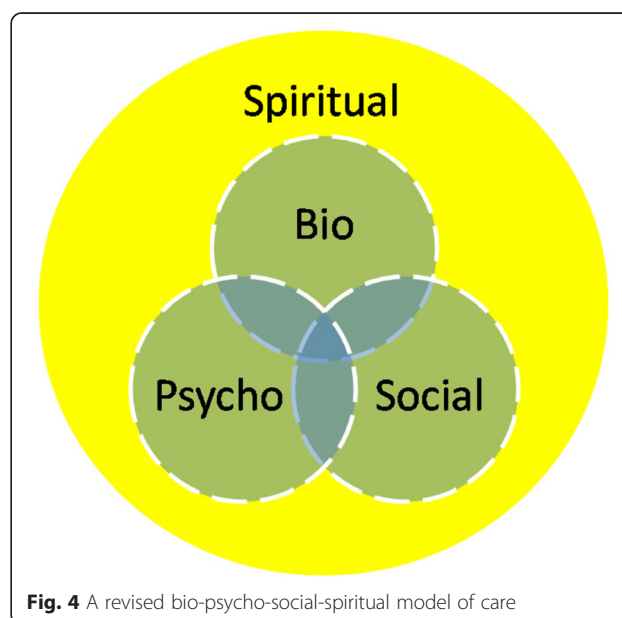 Spiritual
Bio
Psycho Social
Fig. 4 A revised bio-psycho-social-spiritual model of care